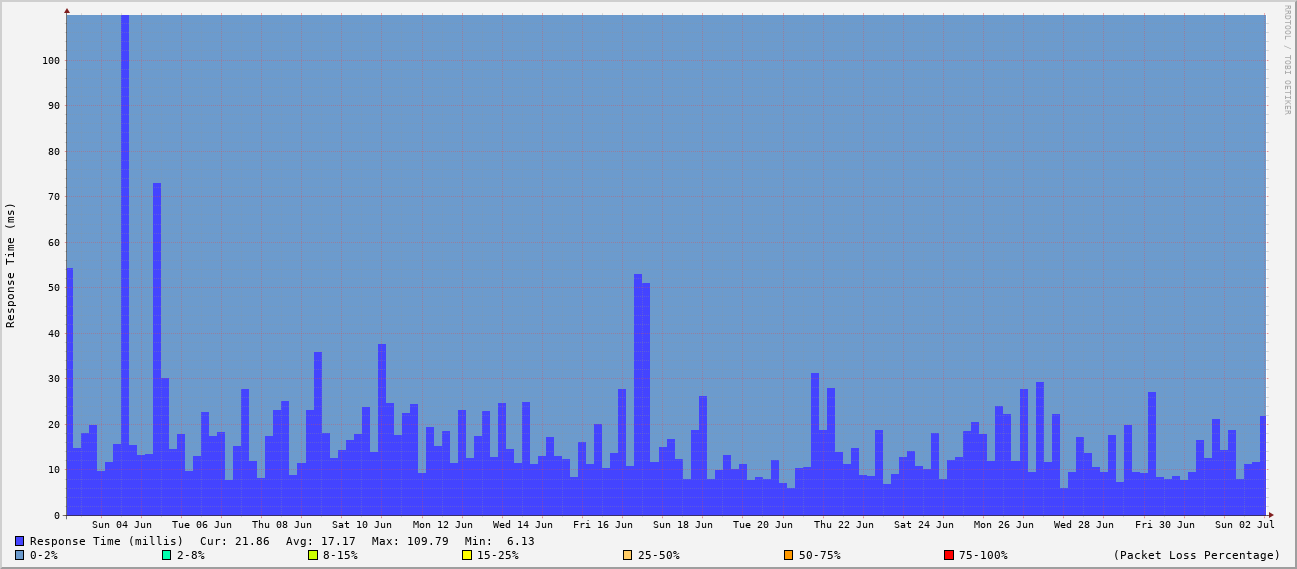 RRDTOOL / TOBI OETIKER
Response Time (ms)
100
90
80
70
60
50
40
30
20
10
0
Sun 04 Jun Tue 06 Jun Thu 08 Jun Sat 10 Jun Mon 12 Jun Wed 14 Jun Fri 16 Jun Sun 18 Jun Tue 20 Jun Thu 22 Jun Sat 24 Jun Mon 26 Jun Wed 28 Jun Fri 30 Jun Sun 02 Jul
Response Time (millis) Cur: 21.86 Avg: 17.17 Max: 109.79 Min: 6.13
0-2% 2-8% 8-15% 15-25% 25-50% 50-75% 75-100% (Packet Loss Percentage)